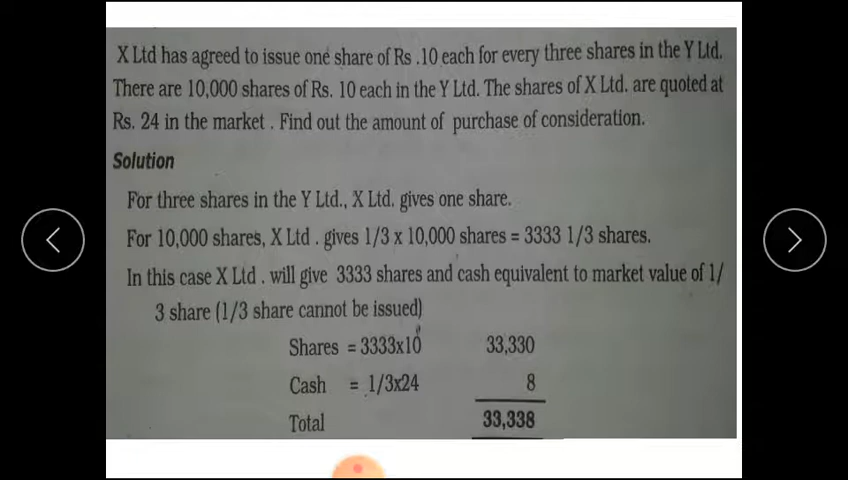 X Ltd has agreed to issue one share of Rs .10 each for every three shares in the Y Ltd.
There are 10,000 shares of Rs. 10 each in the Y Ltd. The shares of X Ltd. are quoted at
Rs. 24 in the market . Find out the amount of purchase of consideration.
Solution
For three shares in the Y Ltd., X Ltd. gives one share.
For 10,000 shares, X Ltd . gives 1/3 x 10,000 shares = 3333 1/3 shares.
In this case X Ltd . will give 3333 shares and cash equivalent to market value of 1/
3 share (1/3 share cannot be issued)
Shares = 3333x10 33,330
Cash = 1/3x24 8
Total 33,338